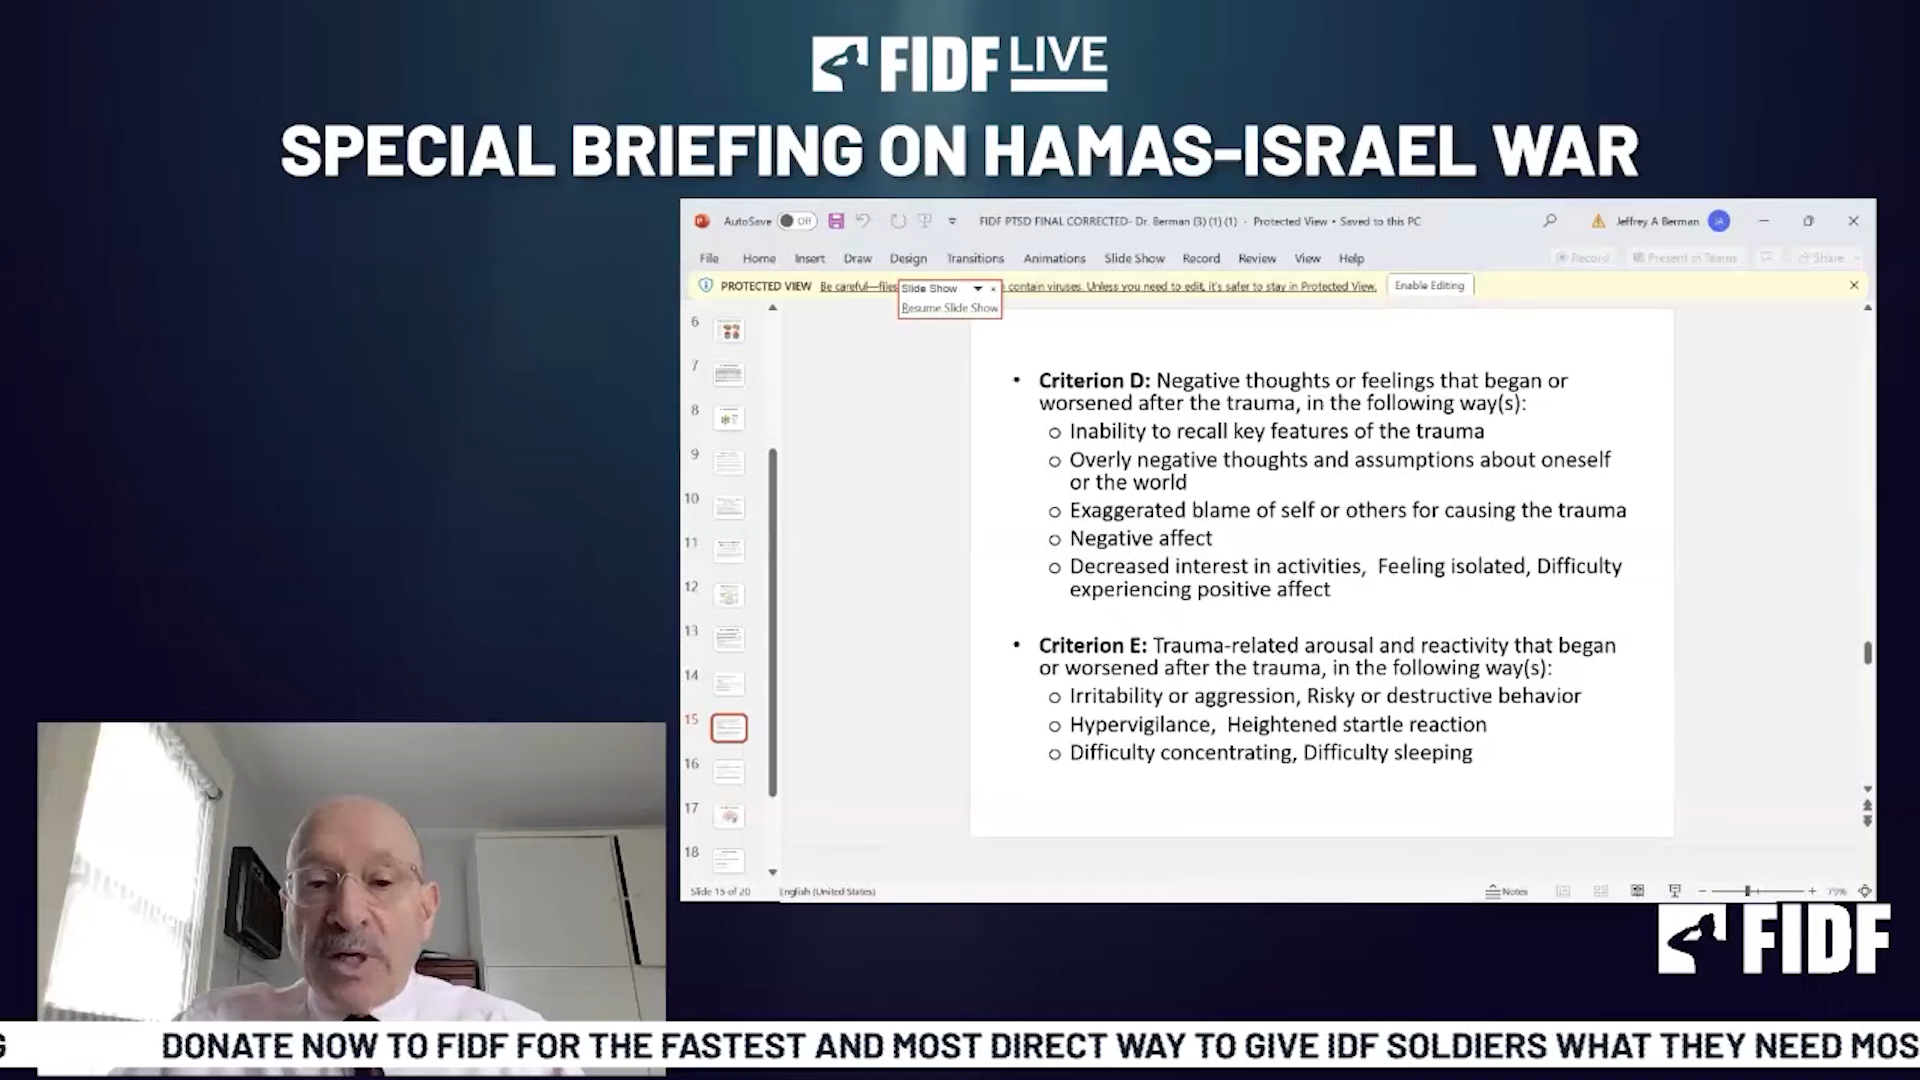 FIDF LIVE
SPECIAL BRIEFING ON HAMAS-ISRAEL WAR
AutoSave Off FIDF PTSD FINAL CORRECTED- Dr. Berman (3) (1) (1) - Protected View • Saved to this PC Jeffrey A Berman JA
File Home Insert Draw Design Transitions Animations Slide Show Record Review View Help Record Present in Teams Share
PROTECTED VIEW Be careful—files contain viruses. Unless you need to edit, it's safer to stay in Protected View. Enable Editing
Slide Show
Resume Slide Show
6
7
8
9
10
11
12
13
14
15
16
17
18
• Criterion D: Negative thoughts or feelings that began or
worsened after the trauma, in the following way(s):
o Inability to recall key features of the trauma
o Overly negative thoughts and assumptions about oneself
or the world
o Exaggerated blame of self or others for causing the trauma
o Negative affect
o Decreased interest in activities, Feeling isolated, Difficulty
experiencing positive affect
• Criterion E: Trauma-related arousal and reactivity that began
or worsened after the trauma, in the following way(s):
o Irritability or aggression, Risky or destructive behavior
o Hypervigilance, Heightened startle reaction
o Difficulty concentrating, Difficulty sleeping
Slide 15 of 20 English (United States) Notes 79%
FIDF
G DONATE NOW TO FIDF FOR THE FASTEST AND MOST DIRECT WAY TO GIVE IDF SOLDIERS WHAT THEY NEED MOS